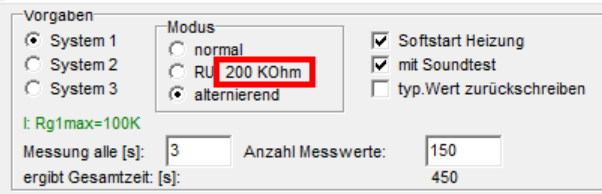 Vorgaben
System 1
System 2
System 3
Modus
normal
RU 200 KOhm
alternierend
Softstart Heizung
mit Soundtest
typ.Wert zurückschreiben
I: Rg1max=100K
Messung alle [s]: 3 Anzahl Messwerte: 150
ergibt Gesamtzeit: [s]: 450